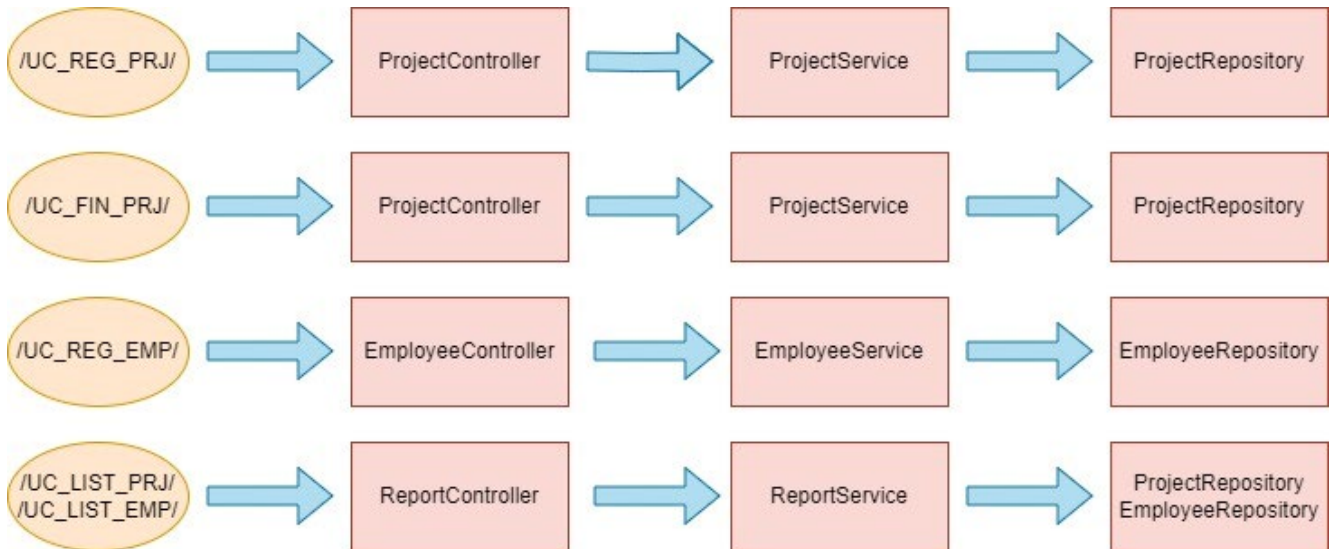 /UC_REG_PRJ/
ProjectController
ProjectService
ProjectRepository
/UC_FIN_PRJ/
ProjectController
ProjectService
ProjectRepository
/UC_REG_EMP/
EmployeeController
EmployeeService
EmployeeRepository
/UC_LIST_PRJ/
/UC_LIST_EMP/
ReportController
ReportService
ProjectRepository
EmployeeRepository